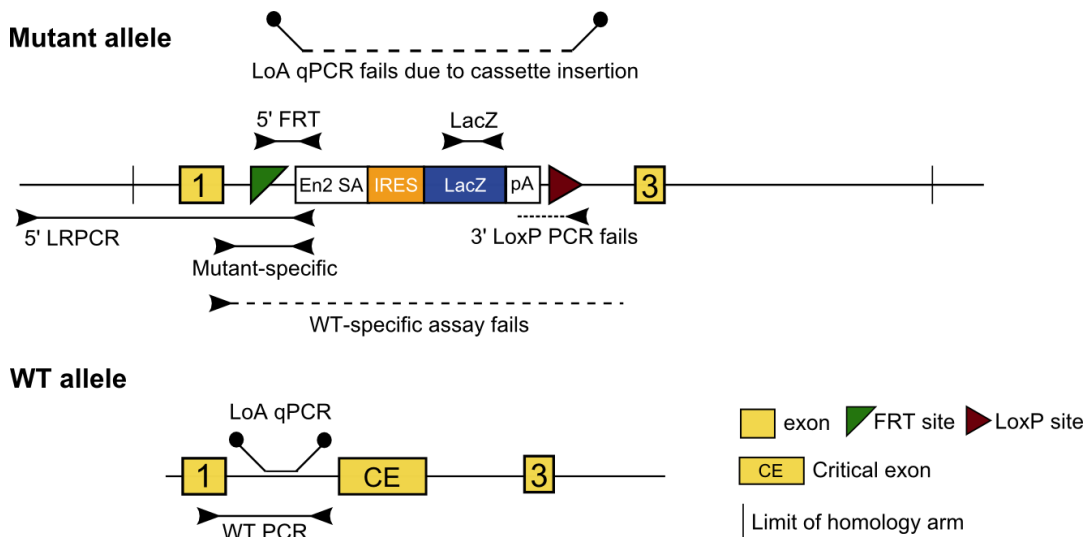 Mutant allele
LoA qPCR fails due to cassette insertion
5' FRT
LacZ
1
En2 SA
IRES
LacZ
pA
3
5' LRPCR
3' LoxP PCR fails
Mutant-specific
WT-specific assay fails
WT allele
LoA qPCR
1
CE
3
WT PCR
exon
FRT site
LoxP site
CE
Critical exon
Limit of homology arm